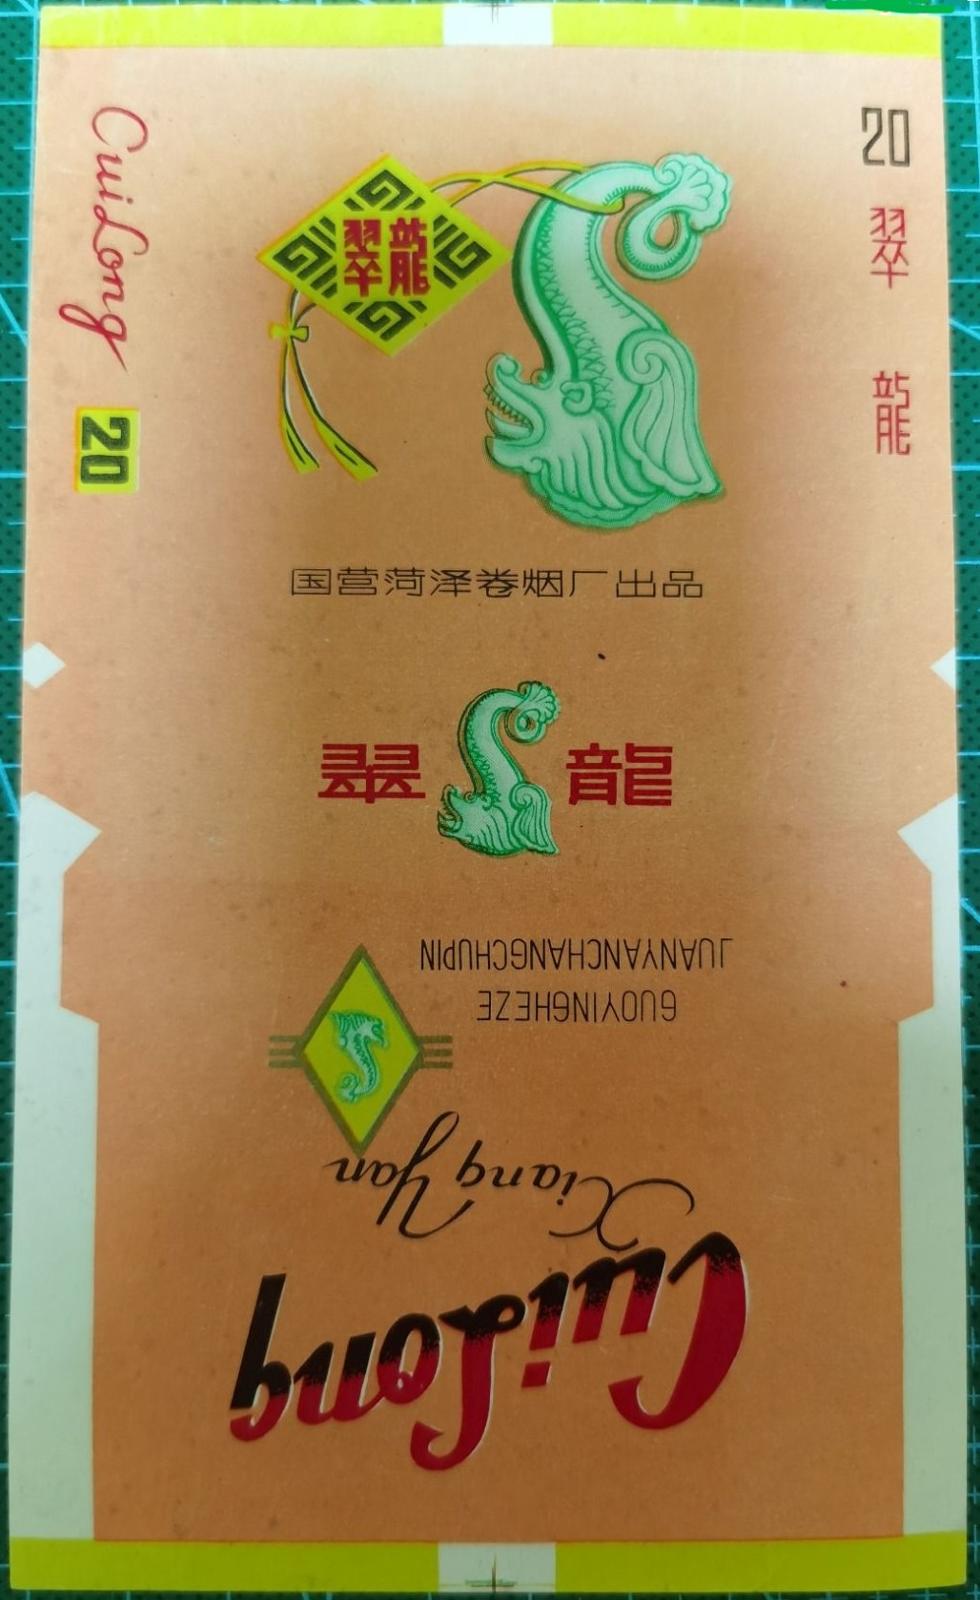 CuiLong
20
翠龍
国营菏泽卷烟厂出品
20
翠龍
翠龍
CuiLong
Xiang Yan
GUOYINGHEZE
JUANYANCHANGCHUPIN